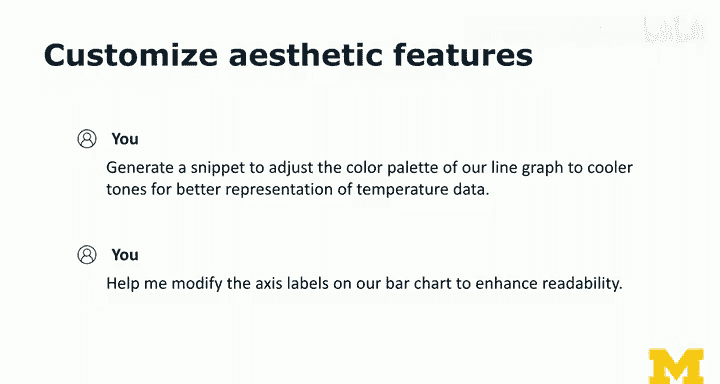 Customize aesthetic features
You
Generate a snippet to adjust the color palette of our line graph to cooler
tones for better representation of temperature data.
You
Help me modify the axis labels on our bar chart to enhance readability.
M